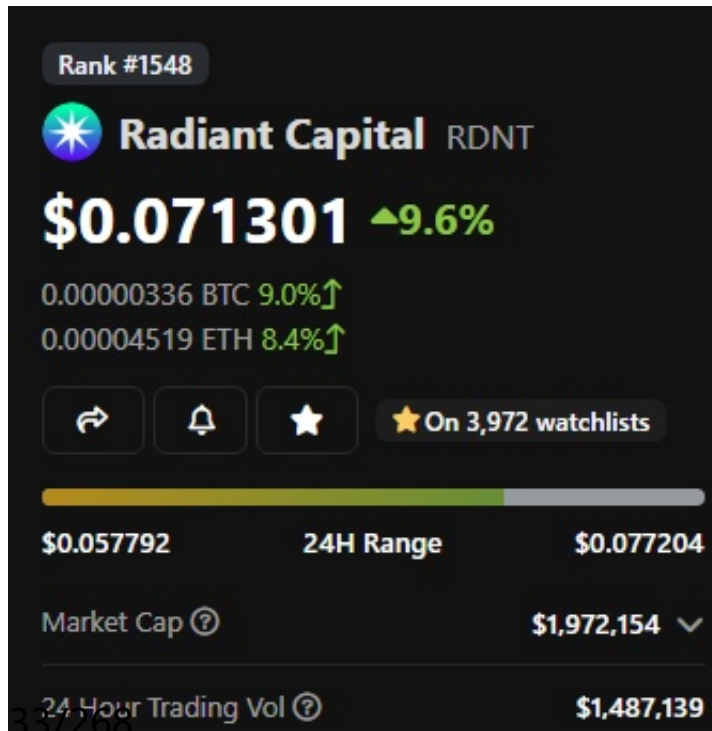 Rank #1548
Radiant Capital RDNT
$0.071301 9.6%
0.00000336 BTC 9.0%
0.00004519 ETH 8.4%
On 3,972 watchlists
$0.057792 24H Range $0.077204
Market Cap $1,972,154
24 Hour Trading Vol $1,487,139
337268